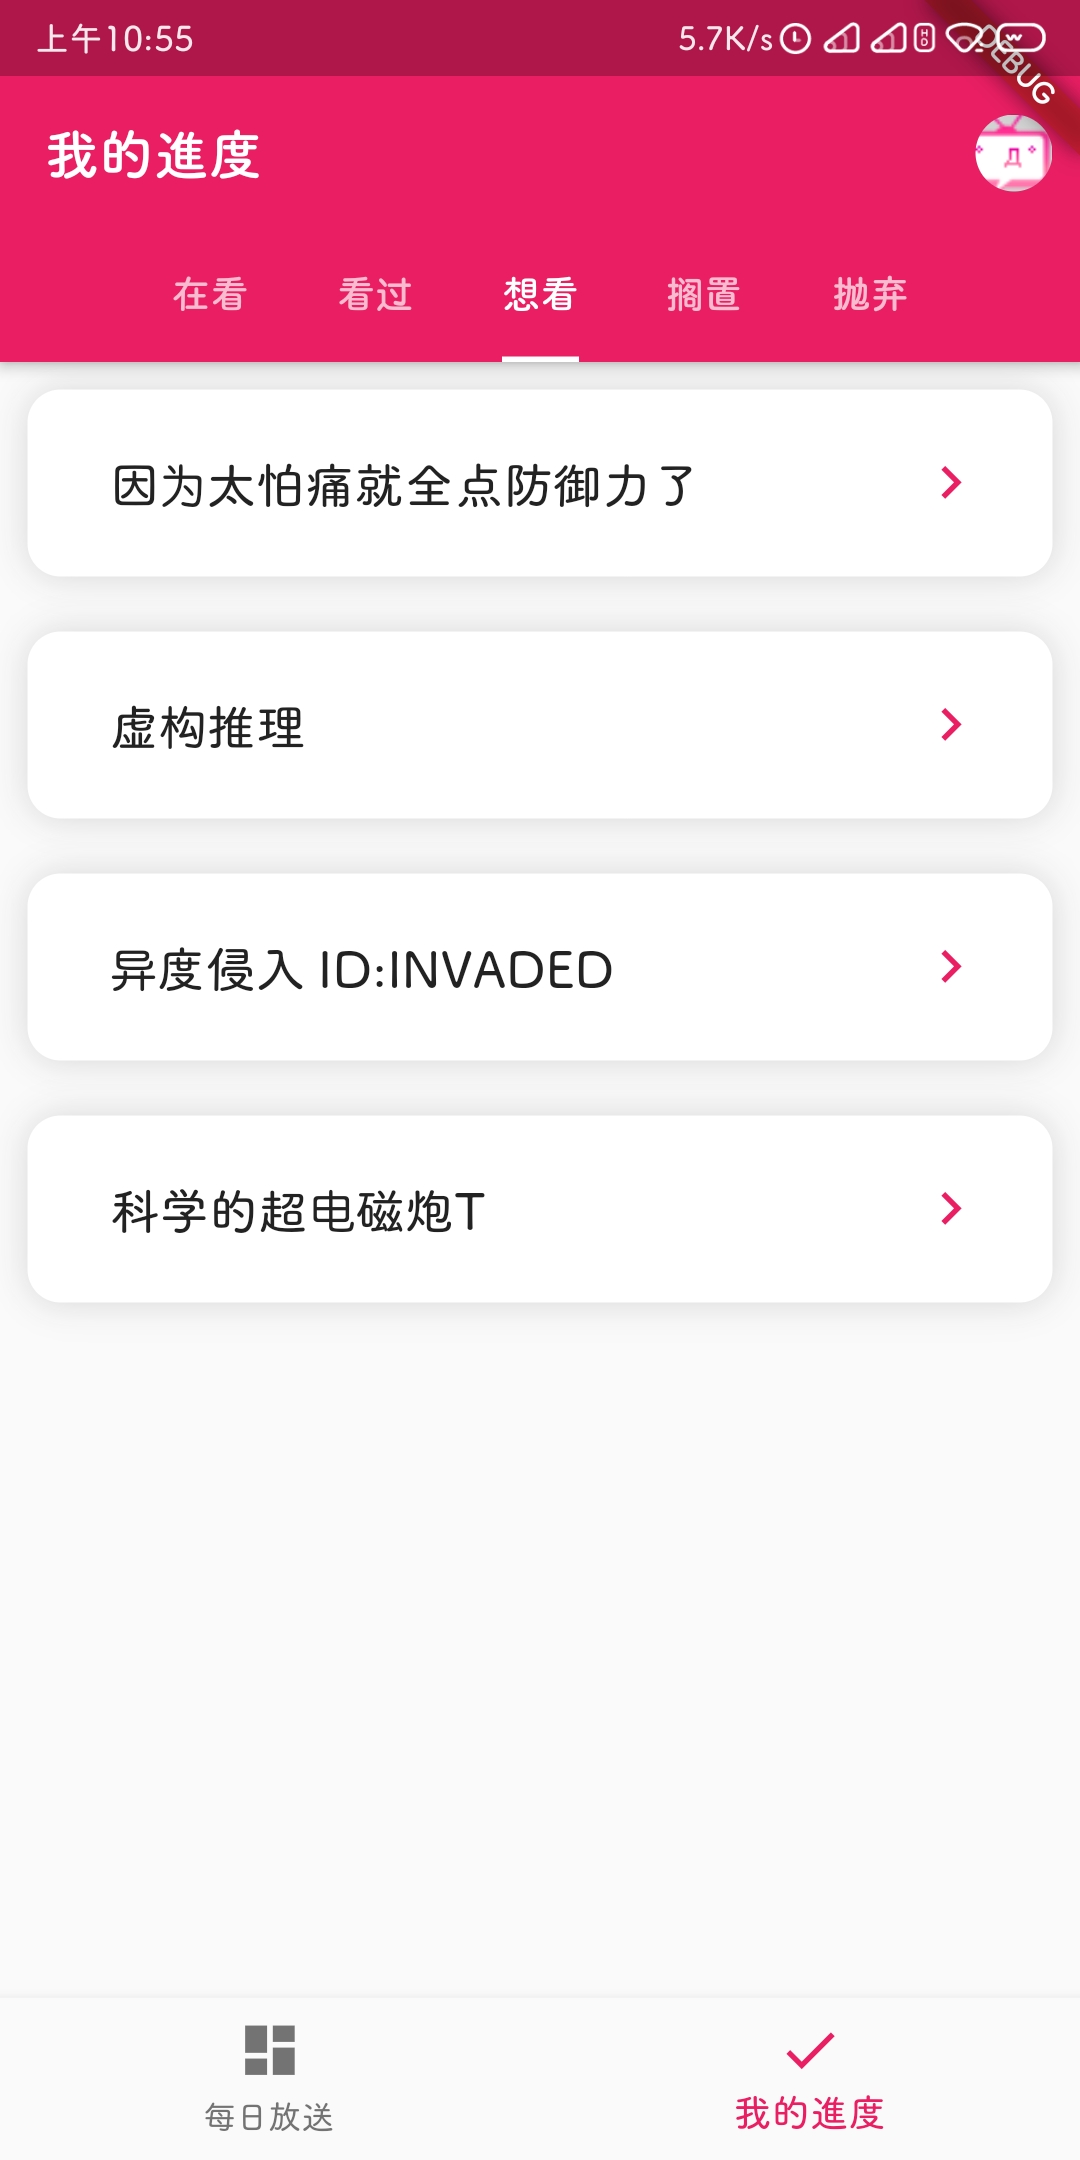 上午10:55
5.7K/s
HD
DEBUG
我的進度
Д
在看 看过 想看 搁置 抛弃
因为太怕痛就全点防御力了
虚构推理
异度侵入 ID:INVADED
科学的超电磁炮T
每日放送 我的進度